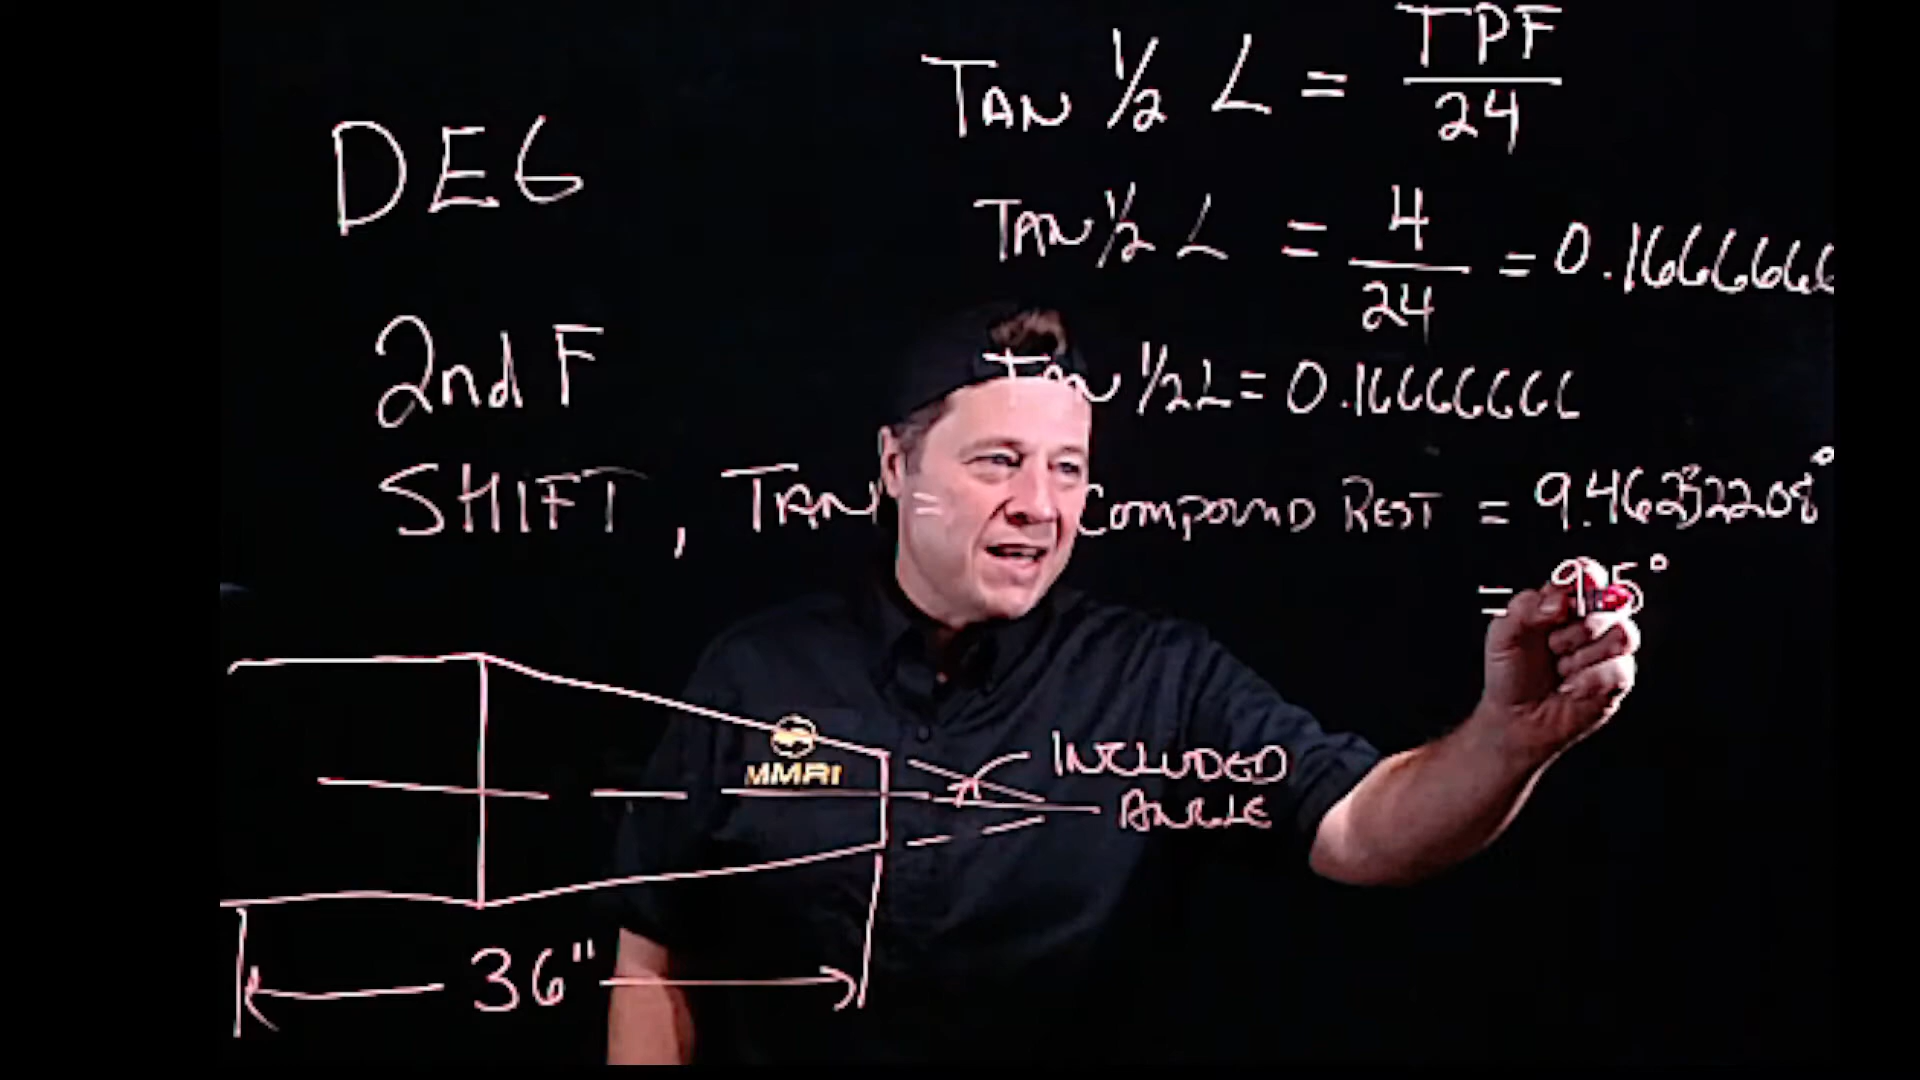 TAN 1/2 ∠ = TPF/24
DEG
TAN 1/2 ∠ = 4/24 = 0.1666666
2nd F
TAN 1/2 ∠ = 0.16666666
SHIFT, TAN =
COMPOUND REST = 9.46232208°
= 9.5°
MMRI
INCLUDED
ANGLE
36"